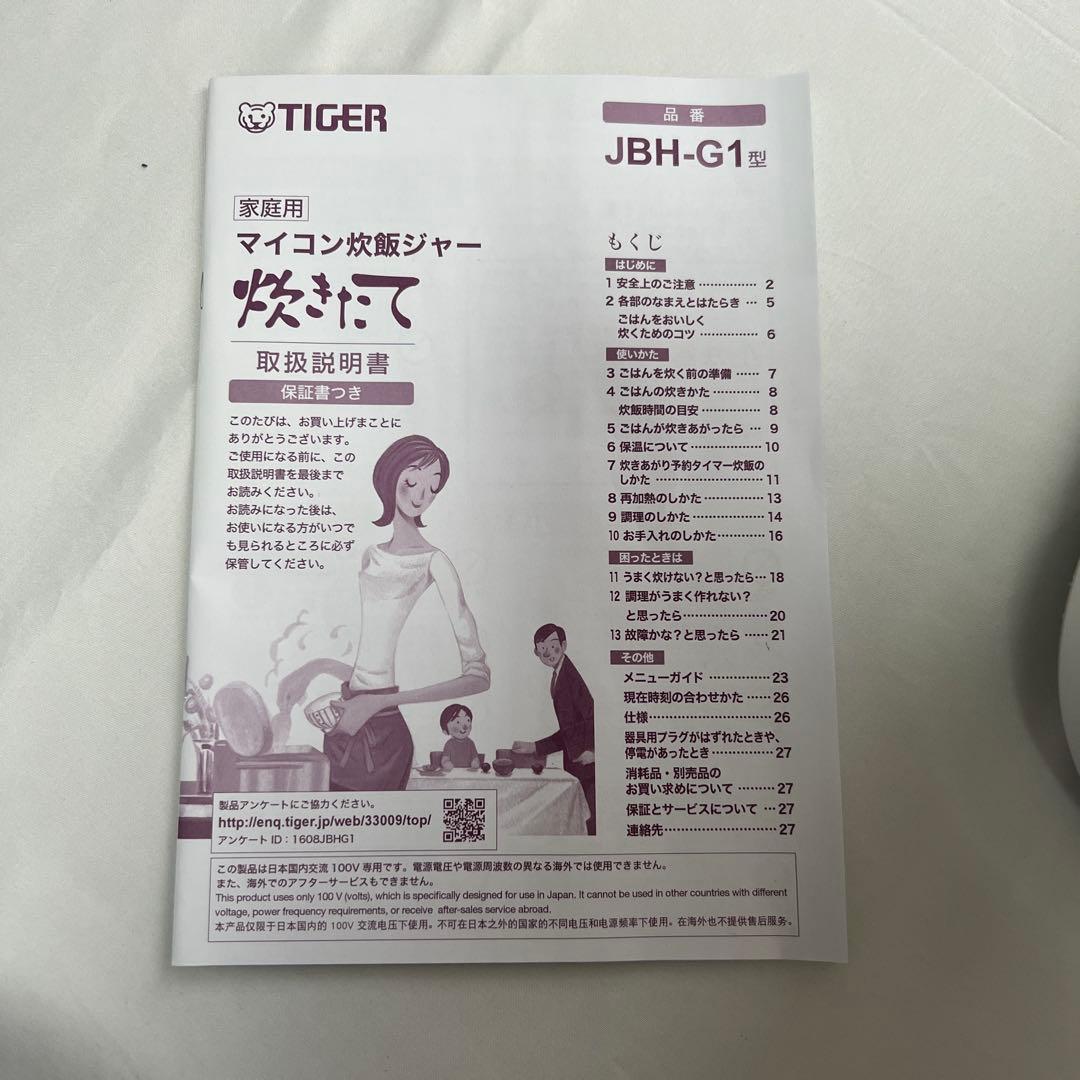 TIGER
品番
JBH-G1型
家庭用
マイコン炊飯ジャー
炊きたて
取扱説明書
保証書つき
このたびは、お買い上げまことに
ありがとうございます。
ご使用になる前に、この
取扱説明書を最後まで
お読みください。
お読みになった後は、
お使いになる方がいつで
も見られるところに必ず
保管してください。
もくじ
はじめに
1 安全上のご注意 …………… 2
2 各部のなまえとはたらき … 5
ごはんをおいしく
炊くためのコツ …………… 6
使いかた
3 ごはんを炊く前の準備 …… 7
4 ごはんの炊きかた ………… 8
炊飯時間の目安 …………… 8
5 ごはんが炊きあがったら … 9
6 保温について ……………… 10
7 炊きあがり予約タイマー炊飯の
しかた ……………………… 11
8 再加熱のしかた …………… 13
9 調理のしかた ……………… 14
10 お手入れのしかた ………… 16
困ったときは
11 うまく炊けない?と思ったら… 18
12 調理がうまく作れない?
と思ったら ………………… 20
13 故障かな?と思ったら …… 21
その他
メニューガイド …………… 23
現在時刻の合わせかた …… 26
仕様 ………………………… 26
器具用プラグがはずれたときや、
停電があったとき ………… 27
消耗品・別売品の
お買い求めについて ……… 27
保証とサービスについて … 27
連絡先 ……………………… 27
製品アンケートにご協力ください。
http://enq.tiger.jp/web/33009/top/
アンケート ID:1608JBHG1
この製品は日本国内交流 100V 専用です。電源電圧や電源周波数の異なる海外では使用できません。
また、海外でのアフターサービスもできません。
This product uses only 100 V (volts), which is specifically designed for use in Japan. It cannot be used in other countries with different
voltage, power frequency requirements, or receive after-sales service abroad.
本产品仅限于日本国内的 100V 交流电压下使用。不可在日本之外的国家的不同电压和电源频率下使用。在海外也不提供售后服务。